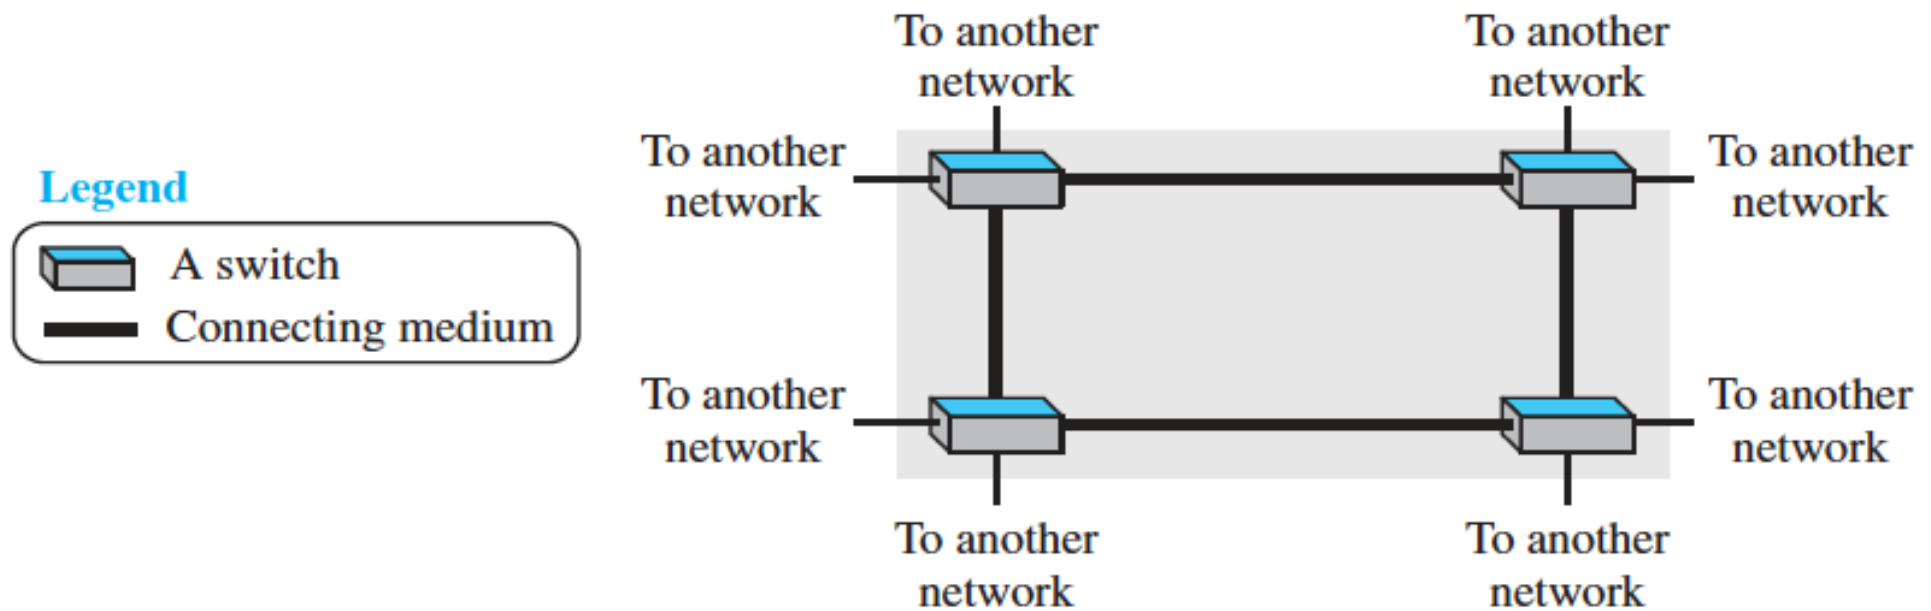 To another
network
To another
network
To another
network
To another
network
Legend
A switch
Connecting medium
To another
network
To another
network
To another
network
To another
network